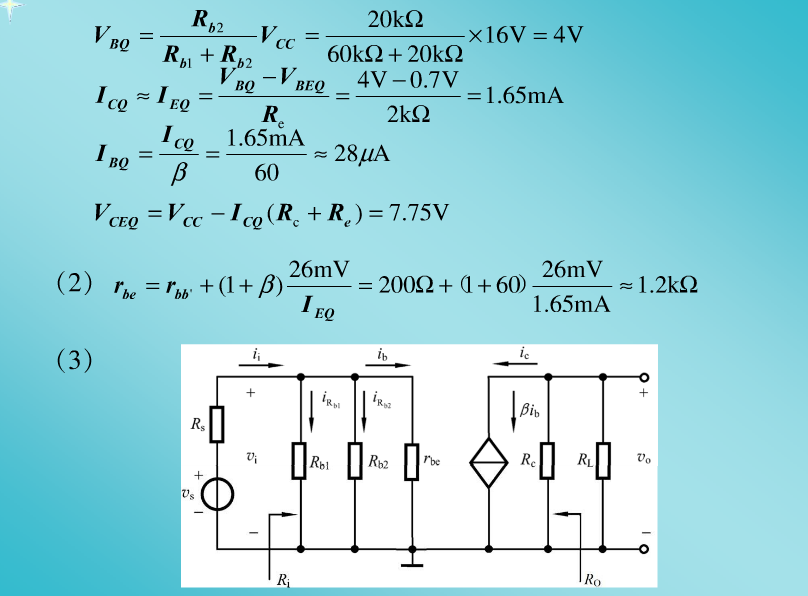 V_BQ = R_b2 / (R_b1 + R_b2) V_CC = 20kΩ / (60kΩ + 20kΩ) × 16V = 4V
I_CQ ≈ I_EQ = (V_BQ − V_BEQ) / R_e = (4V − 0.7V) / 2kΩ = 1.65mA
I_BQ = I_CQ / β = 1.65mA / 60 ≈ 28μA
V_CEQ = V_CC − I_CQ (R_c + R_e) = 7.75V
（2） r_be = r_bb' + (1 + β) 26mV / I_EQ = 200Ω + (1 + 60) 26mV / 1.65mA ≈ 1.2kΩ
（3）
i_i i_b i_c
+ i_Rb1 i_Rb2 βi_b +
R_s v_i R_b1 R_b2 r_be R_c R_L v_o
+
v_s
−
− −
R_i R_O